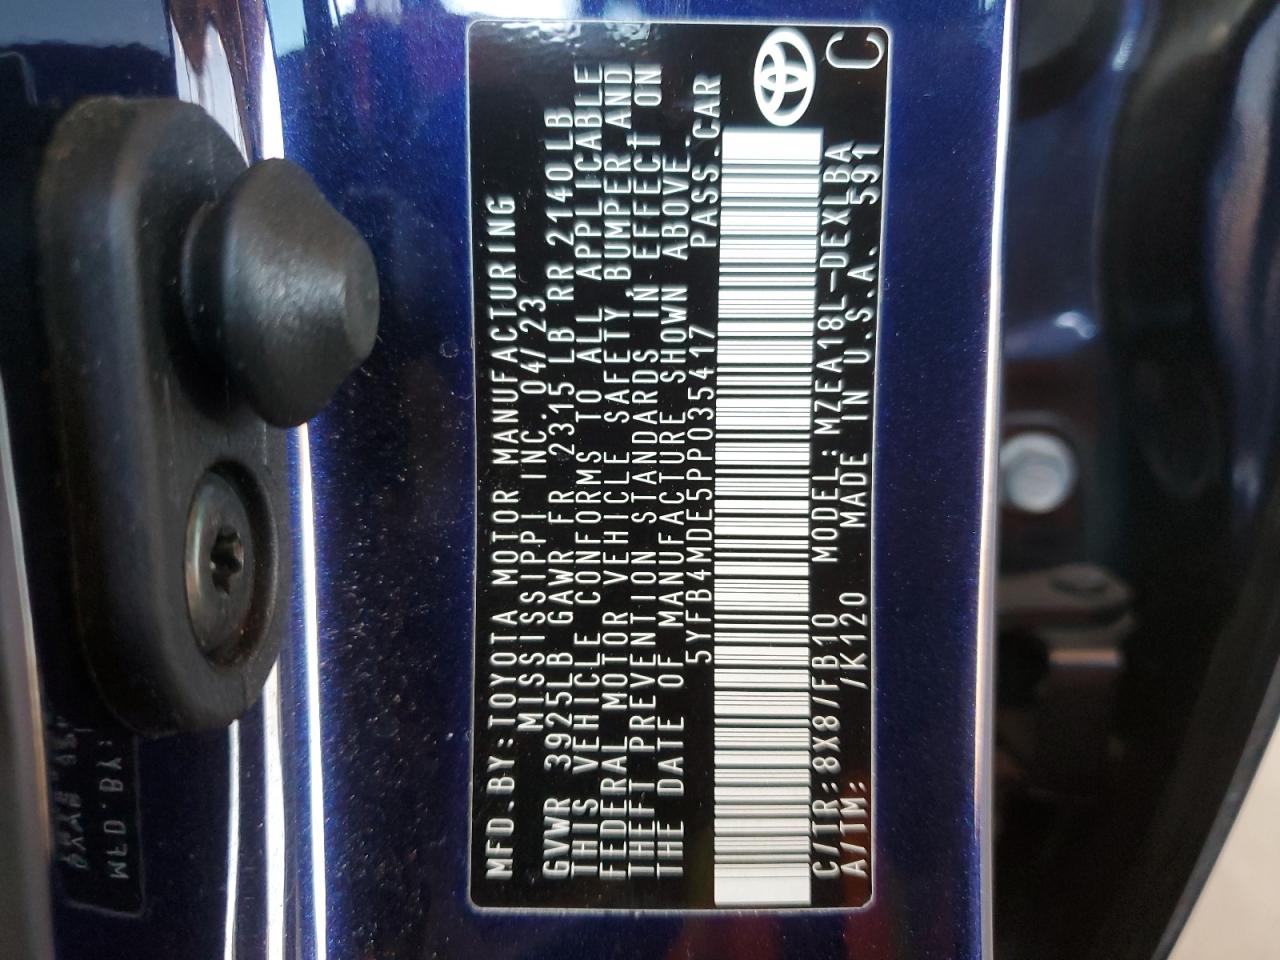 MFD.BY:TOYOTA MOTOR MANUFACTURING
MISSISSIPPI INC. 04/23
GVWR 3925LB GAWR FR 2315LB RR 2140LB
THIS VEHICLE CONFORMS TO ALL APPLICABLE
FEDERAL MOTOR VEHICLE SAFETY BUMPER AND
THEFT PREVENTION STANDARDS IN EFFECT ON
THE DATE OF MANUFACTURE SHOWN ABOVE.
5YFB4MDE5PP035417 PASS.CAR
C/TR:8X8/FB10 MODEL:MZEA18L-DEXLBA
A/TM: /K120 MADE IN U.S.A. 591
C